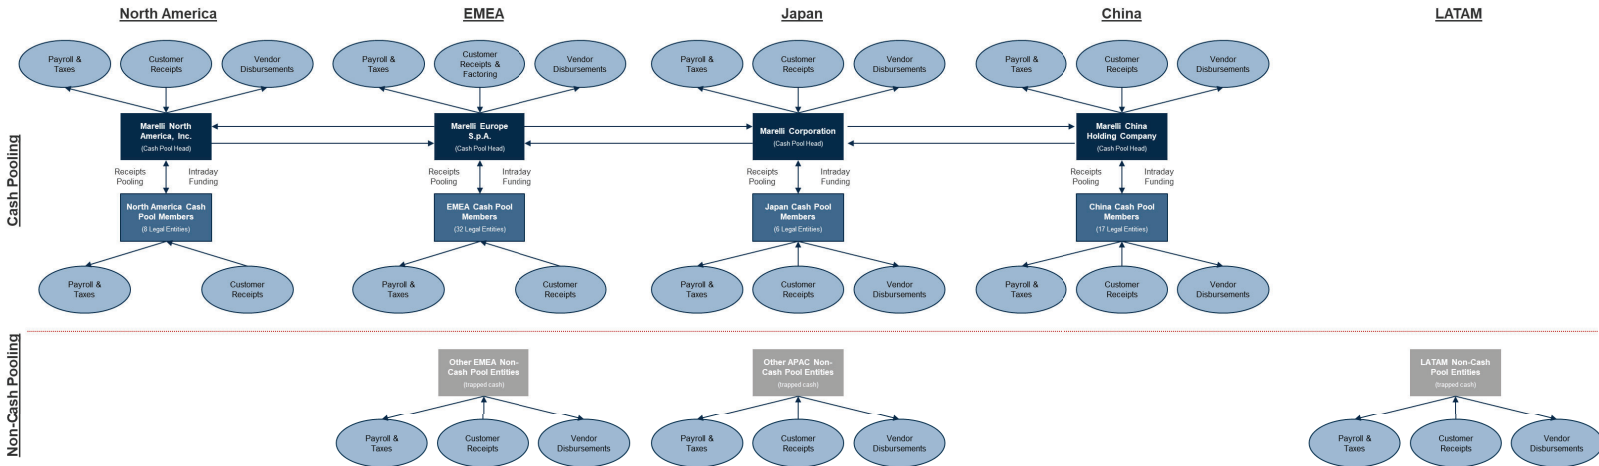 North America
EMEA
Japan
China
LATAM
Payroll &
Taxes
Customer
Receipts
Vendor
Disbursements
Payroll &
Taxes
Customer
Receipts &
Factoring
Vendor
Disbursements
Payroll &
Taxes
Customer
Receipts
Vendor
Disbursements
Payroll &
Taxes
Customer
Receipts
Vendor
Disbursements
Cash Pooling
Marelli North
America, Inc.
(Cash Pool Head)
Marelli Europe
S.p.A.
(Cash Pool Head)
Marelli Corporation
(Cash Pool Head)
Marelli China
Holding Company
(Cash Pool Head)
Receipts
Pooling
Intraday
Funding
Receipts
Pooling
Intraday
Funding
Receipts
Pooling
Intraday
Funding
Receipts
Pooling
Intraday
Funding
North America Cash
Pool Members
(8 Legal Entities)
EMEA Cash Pool
Members
(32 Legal Entities)
Japan Cash Pool
Members
(6 Legal Entities)
China Cash Pool
Members
(17 Legal Entities)
Payroll &
Taxes
Customer
Receipts
Payroll &
Taxes
Customer
Receipts
Payroll &
Taxes
Customer
Receipts
Vendor
Disbursements
Payroll &
Taxes
Customer
Receipts
Vendor
Disbursements
Non-Cash Pooling
Other EMEA Non-
Cash Pool Entities
(trapped cash)
Other APAC Non-
Cash Pool Entities
(trapped cash)
LATAM Non-Cash
Pool Entities
(trapped cash)
Payroll &
Taxes
Customer
Receipts
Vendor
Disbursements
Payroll &
Taxes
Customer
Receipts
Vendor
Disbursements
Payroll &
Taxes
Customer
Receipts
Vendor
Disbursements